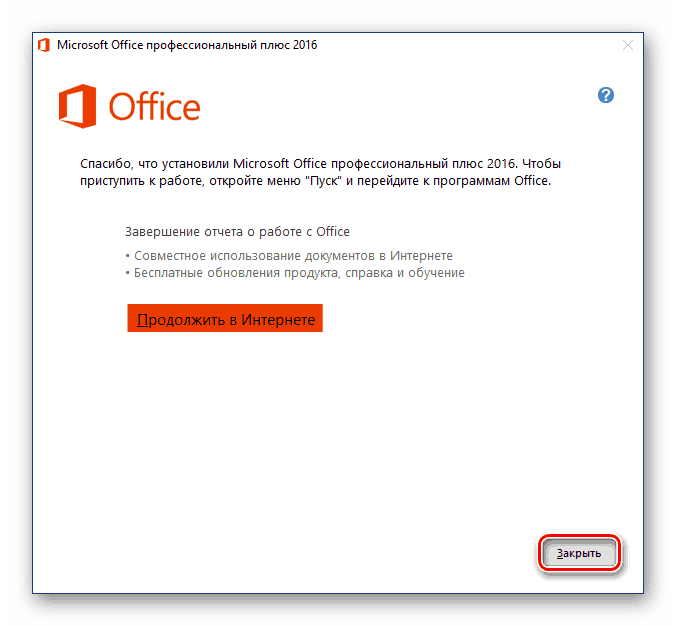 Microsoft Office профессиональный плюс 2016
Office
?
Спасибо, что установили Microsoft Office профессиональный плюс 2016. Чтобы
приступить к работе, откройте меню "Пуск" и перейдите к программам Office.
Завершение отчета о работе с Office
• Совместное использование документов в Интернете
• Бесплатные обновления продукта, справка и обучение
Продолжить в Интернете
Закрыть